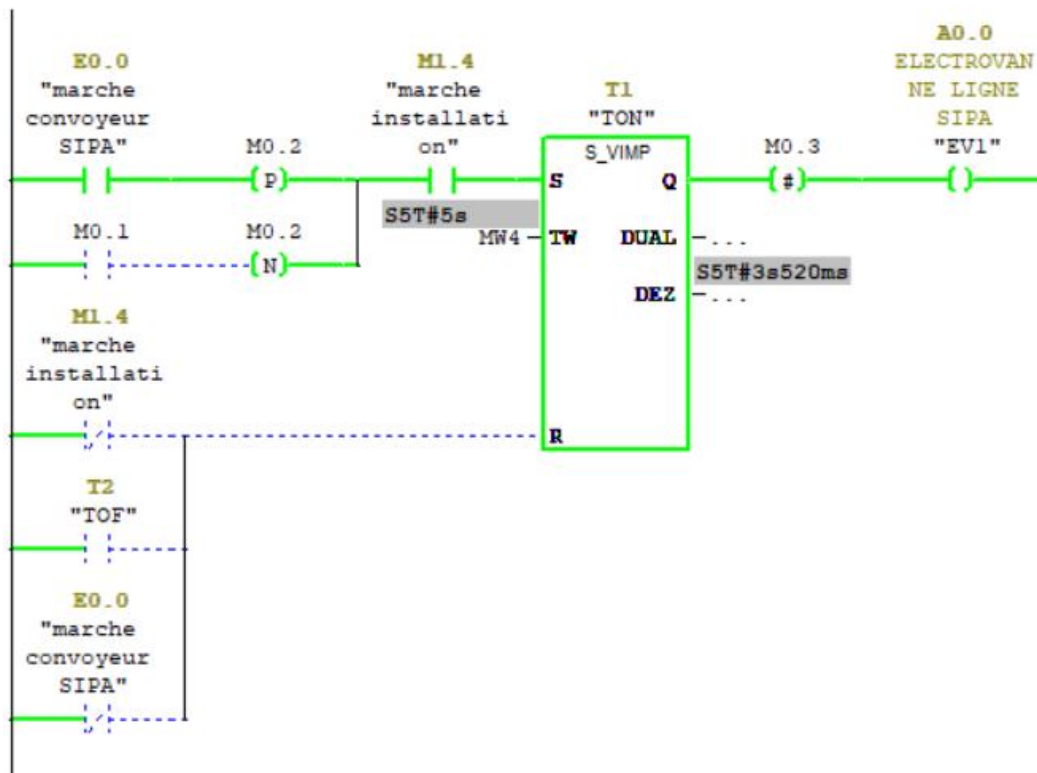 A0.0
E0.0
M1.4
ELECTROVAN
"marche
"marche
T1
NE LIGNE
convoyeur
installati
"TON"
SIPA
SIPA"
M0.2
on"
S_VIMP
M0.3
"EV1"
P
S
Q
#
S5T#5s
M0.1
M0.2
MW4
TW
DUAL
...
N
S5T#3s520ms
DEZ
...
M1.4
"marche
installati
on"
R
T2
"TOF"
E0.0
"marche
convoyeur
SIPA"